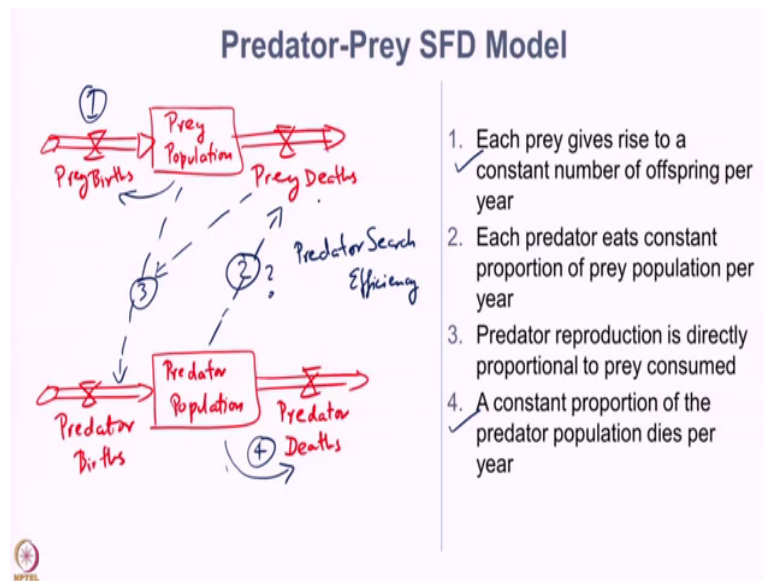 Predator-Prey SFD Model
1
Prey
Population
Prey Births
Prey Deaths
3
2
?
Predator Search
Efficiency
Predator
Population
Predator
Births
Predator
Deaths
4
1. Each prey gives rise to a
constant number of offspring per
year
2. Each predator eats constant
proportion of prey population per
year
3. Predator reproduction is directly
proportional to prey consumed
4. A constant proportion of the
predator population dies per
year
NPTEL